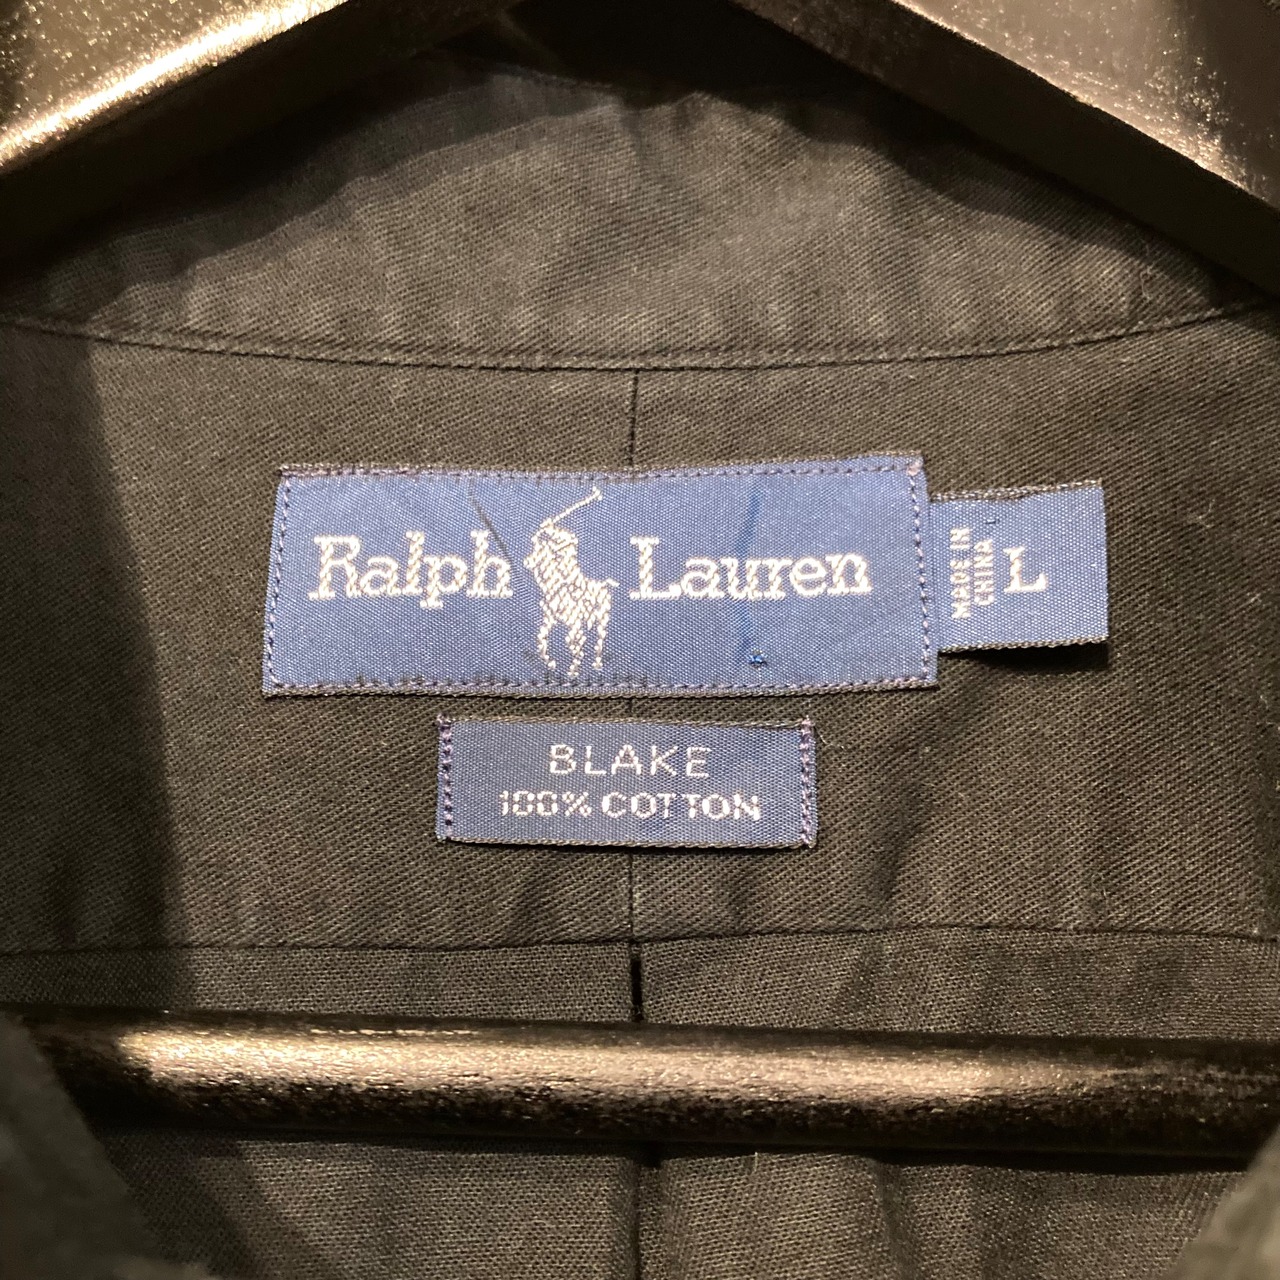 Ralph Lauren
MADE IN
CHINA
L
BLAKE
100% COTTON